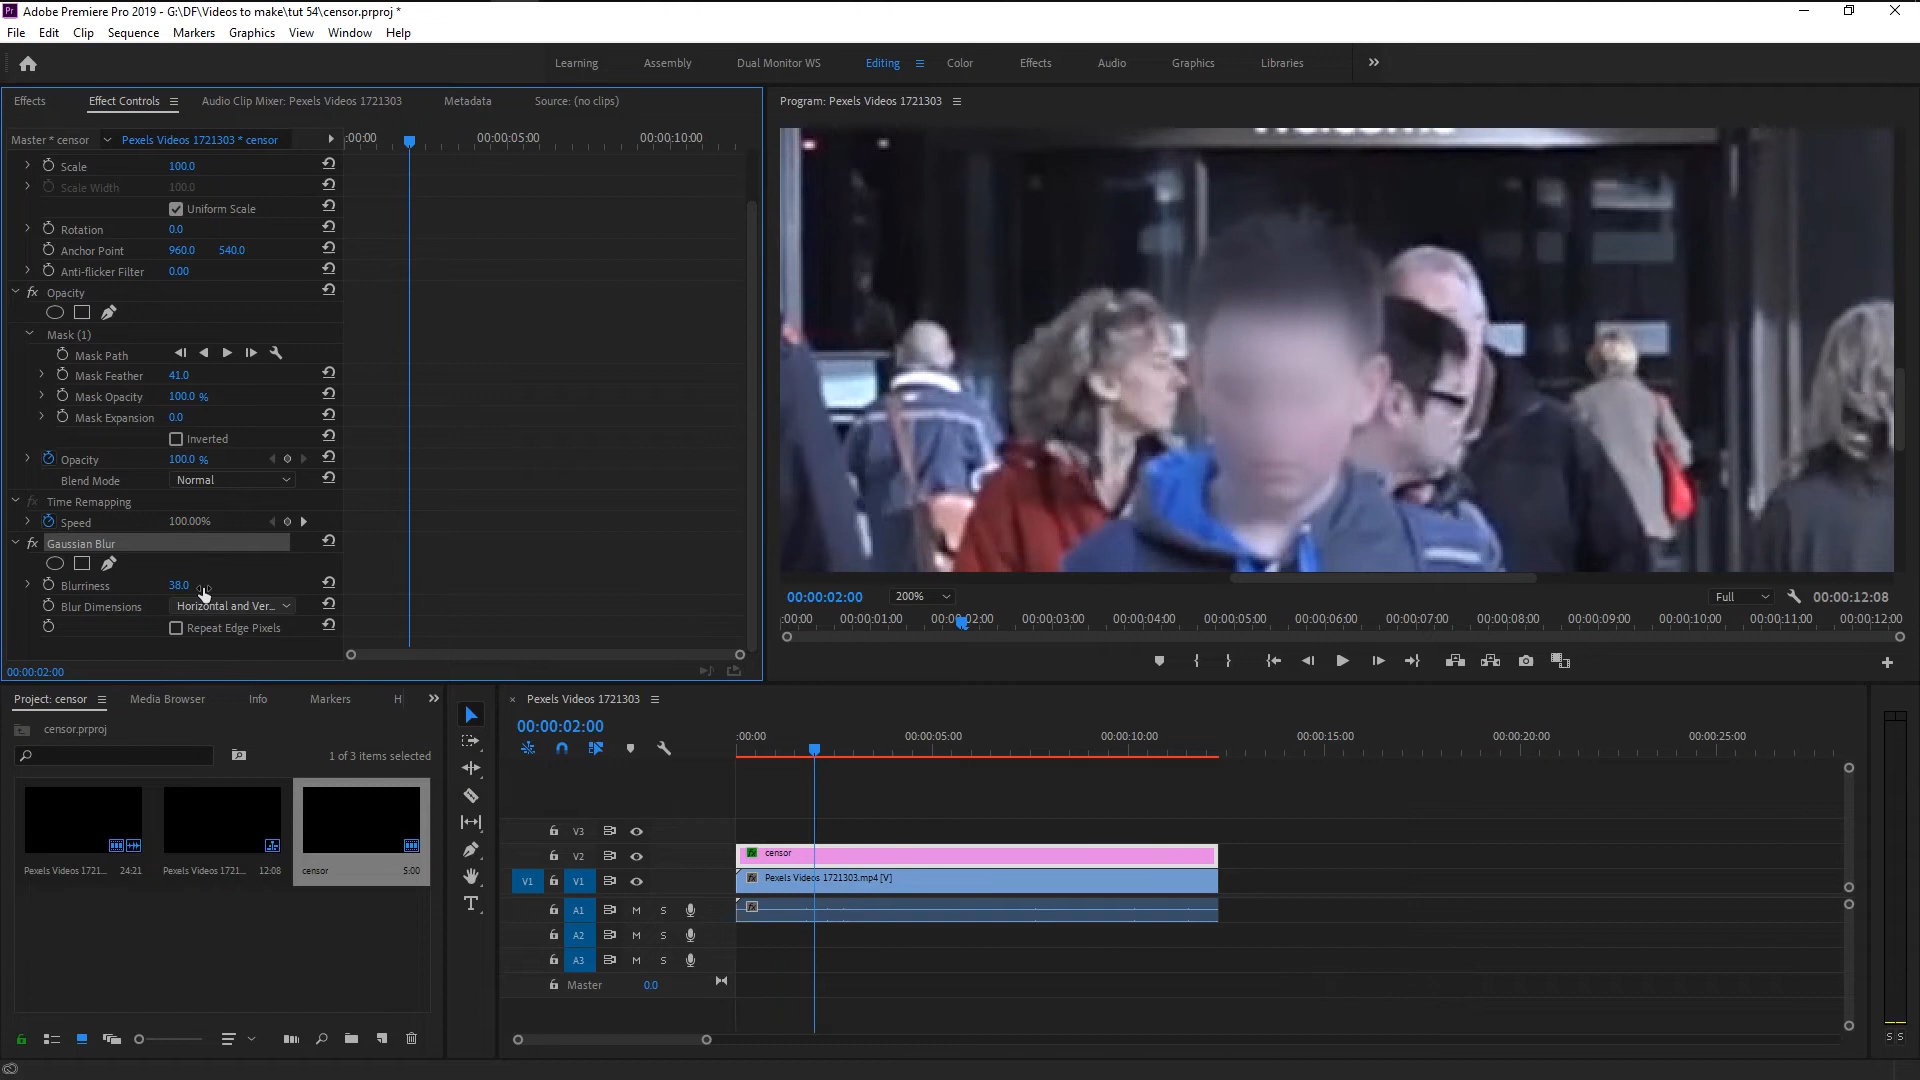 Pr Adobe Premiere Pro 2019 - G:\DF\Videos to make\tut 54\censor.prproj *
File Edit Clip Sequence Markers Graphics View Window Help
Learning Assembly Dual Monitor WS Editing Color Effects Audio Graphics Libraries
Effects Effect Controls Audio Clip Mixer: Pexels Videos 1721303 Metadata Source: (no clips)
Master * censor Pexels Videos 1721303 * censor
:00:00 00:00:05:00 00:00:10:00
Scale 100.0
Scale Width 100.0
Uniform Scale
Rotation 0.0
Anchor Point 960.0 540.0
Anti-flicker Filter 0.00
fx Opacity
Mask (1)
Mask Path
Mask Feather 41.0
Mask Opacity 100.0 %
Mask Expansion 0.0
Inverted
Opacity 100.0 %
Blend Mode Normal
fx Time Remapping
Speed 100.00%
fx Gaussian Blur
Blurriness 38.0
Blur Dimensions Horizontal and Ver...
Repeat Edge Pixels
00:00:02:00
Program: Pexels Videos 1721303
Welcome
00:00:02:00 200% Full 00:00:12:08
:00:00 00:00:01:00 00:00:02:00 00:00:03:00 00:00:04:00 00:00:05:00 00:00:06:00 00:00:07:00 00:00:08:00 00:00:09:00 00:00:10:00 00:00:11:00 00:00:12:00
Project: censor Media Browser Info Markers H
censor.prproj
1 of 3 items selected
Pexels Videos 1721... 24:21 Pexels Videos 1721... 12:08 censor 5:00
Pexels Videos 1721303
00:00:02:00
:00:00 00:00:05:00 00:00:10:00 00:00:15:00 00:00:20:00 00:00:25:00
V3
V2 fx censor
V1 V1 fx Pexels Videos 1721303.mp4 [V]
A1 M S fx
A2 M S
A3 M S
Master 0.0
S S